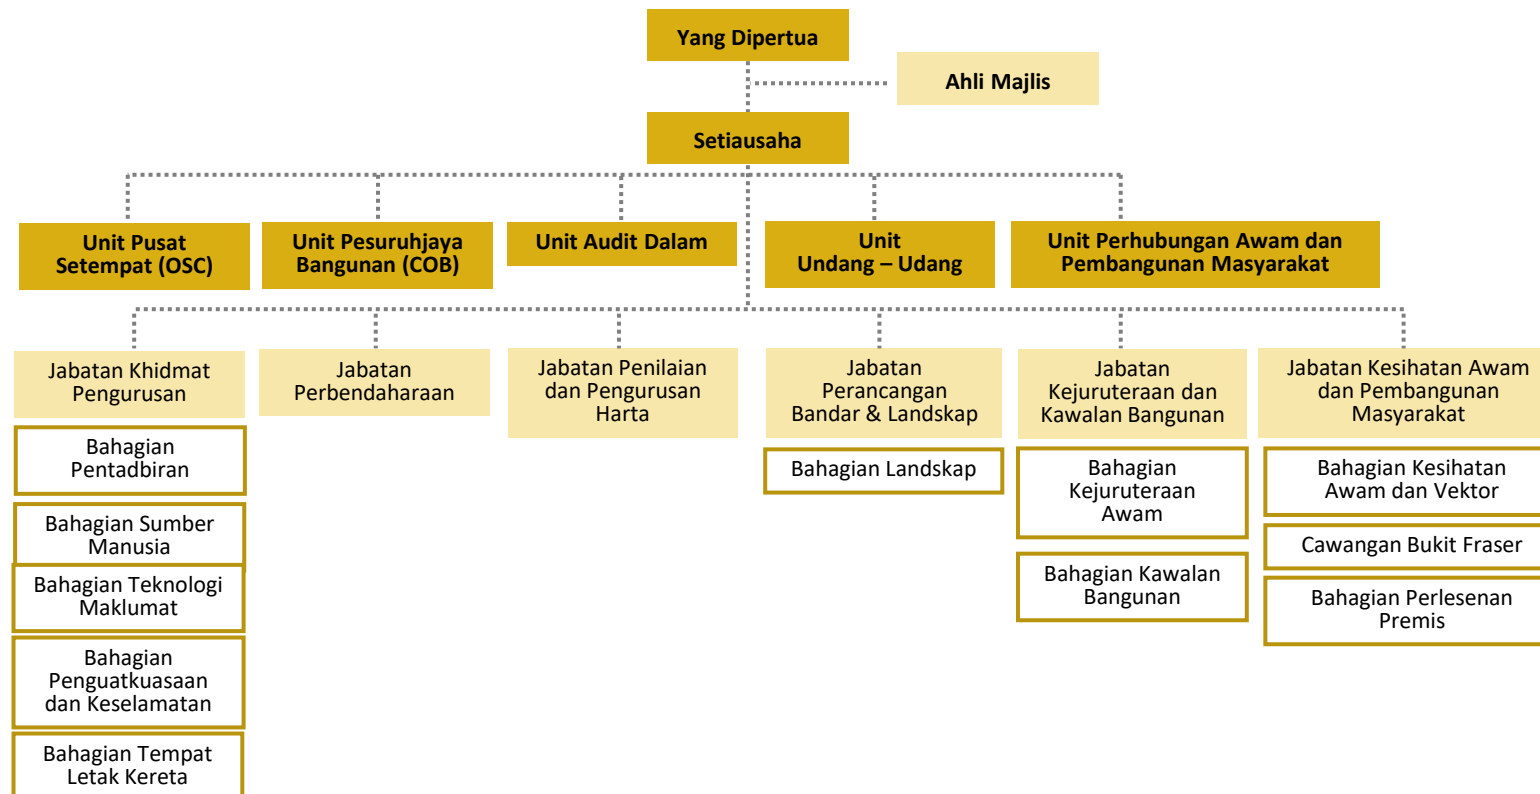 Yang Dipertua
Ahli Majlis
Setiausaha
Unit Pusat
Setempat (OSC)
Unit Pesuruhjaya
Bangunan (COB)
Unit Audit Dalam
Unit
Undang – Udang
Unit Perhubungan Awam dan
Pembangunan Masyarakat
Jabatan Khidmat
Pengurusan
Jabatan
Perbendaharaan
Jabatan Penilaian
dan Pengurusan
Harta
Jabatan
Perancangan
Bandar & Landskap
Jabatan
Kejuruteraan dan
Kawalan Bangunan
Jabatan Kesihatan Awam
dan Pembangunan
Masyarakat
Bahagian
Pentadbiran
Bahagian Sumber
Manusia
Bahagian Teknologi
Maklumat
Bahagian
Penguatkuasaan
dan Keselamatan
Bahagian Tempat
Letak Kereta
Bahagian Landskap
Bahagian
Kejuruteraan
Awam
Bahagian Kawalan
Bangunan
Bahagian Kesihatan
Awam dan Vektor
Cawangan Bukit Fraser
Bahagian Perlesenan
Premis